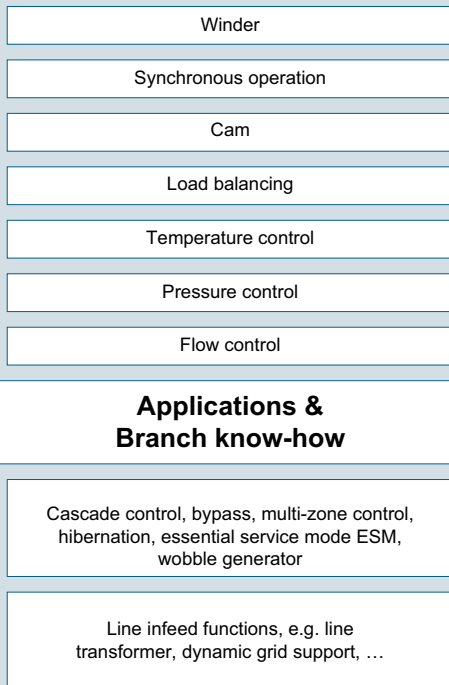 Winder
Synchronous operation
Cam
Load balancing
Temperature control
Pressure control
Flow control
Applications &
Branch know-how
Cascade control, bypass, multi-zone control,
hibernation, essential service mode ESM,
wobble generator
Line infeed functions, e.g. line
transformer, dynamic grid support, …